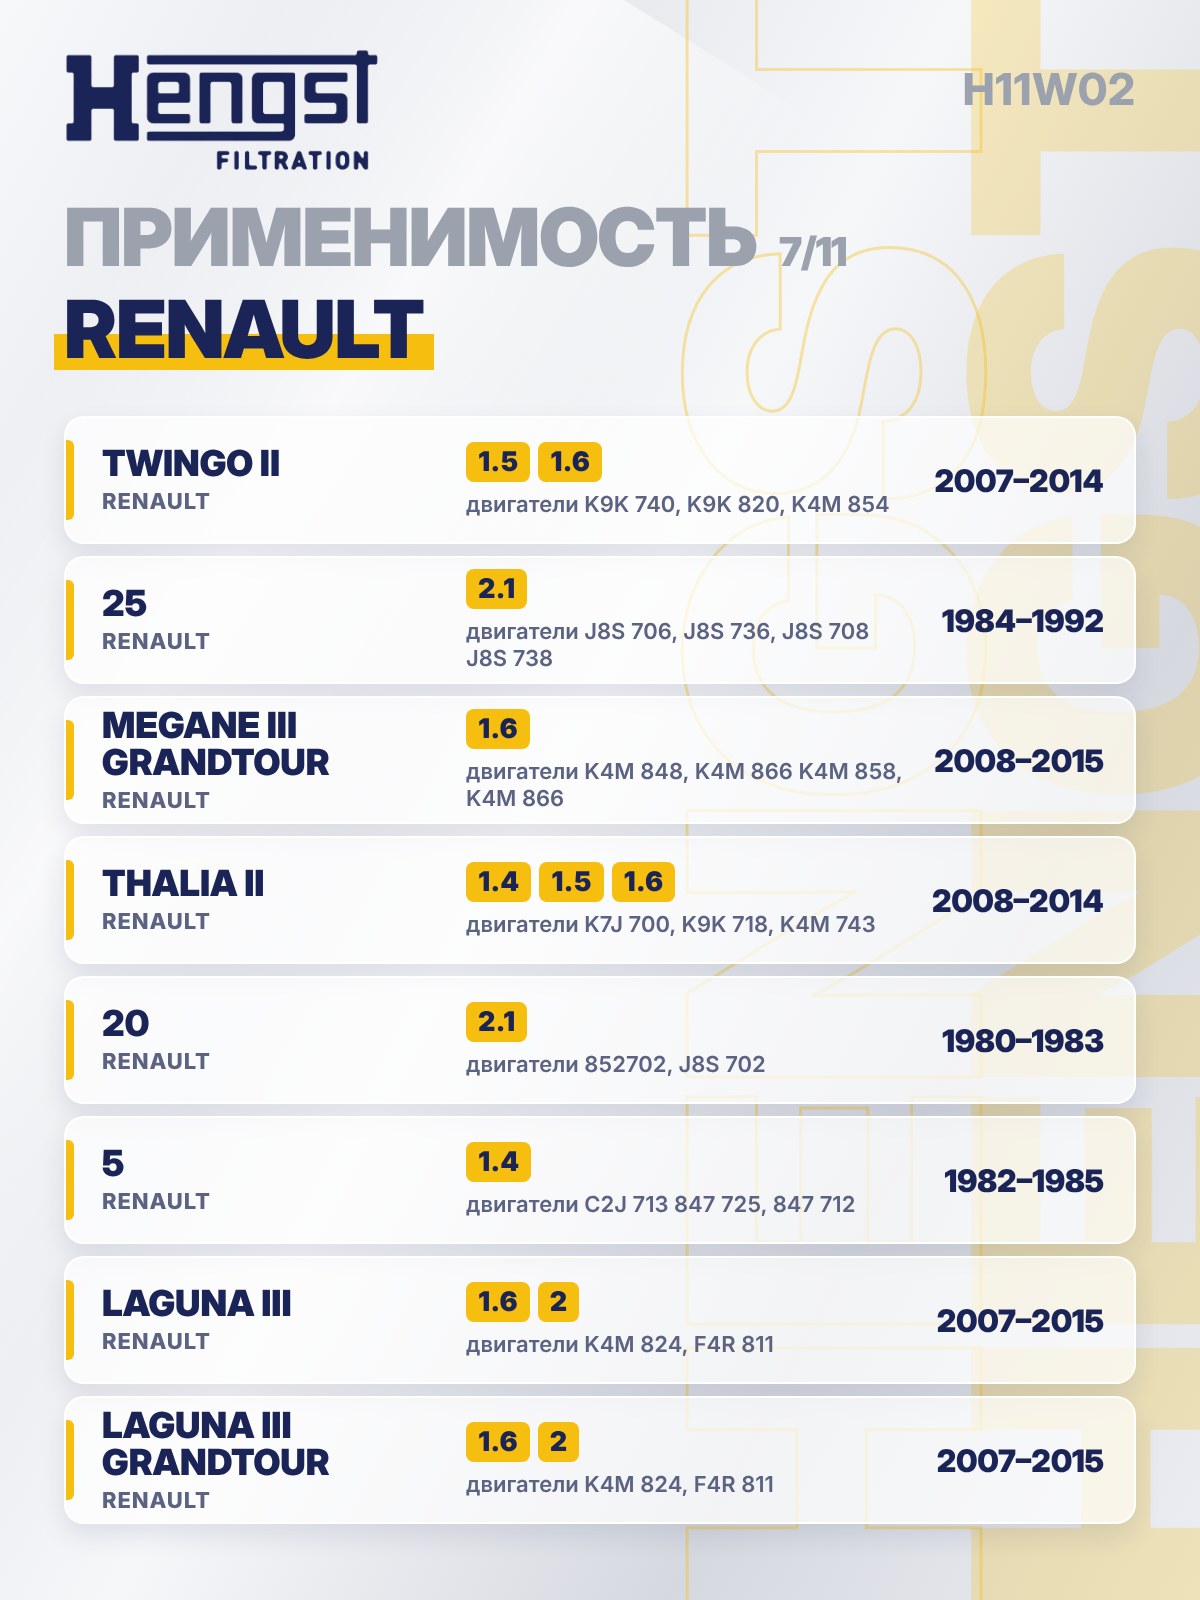 Hengst
FILTRATION
H11W02
ПРИМЕНИМОСТЬ 7/11
RENAULT
TWINGO II
RENAULT
1.5 1.6
двигатели K9K 740, K9K 820, K4M 854
2007–2014
25
RENAULT
2.1
двигатели J8S 706, J8S 736, J8S 708
J8S 738
1984–1992
MEGANE III
GRANDTOUR
RENAULT
1.6
двигатели K4M 848, K4M 866 K4M 858,
K4M 866
2008–2015
THALIA II
RENAULT
1.4 1.5 1.6
двигатели K7J 700, K9K 718, K4M 743
2008–2014
20
RENAULT
2.1
двигатели 852702, J8S 702
1980–1983
5
RENAULT
1.4
двигатели C2J 713 847 725, 847 712
1982–1985
LAGUNA III
RENAULT
1.6 2
двигатели K4M 824, F4R 811
2007–2015
LAGUNA III
GRANDTOUR
RENAULT
1.6 2
двигатели K4M 824, F4R 811
2007–2015
HENGST
HENGST